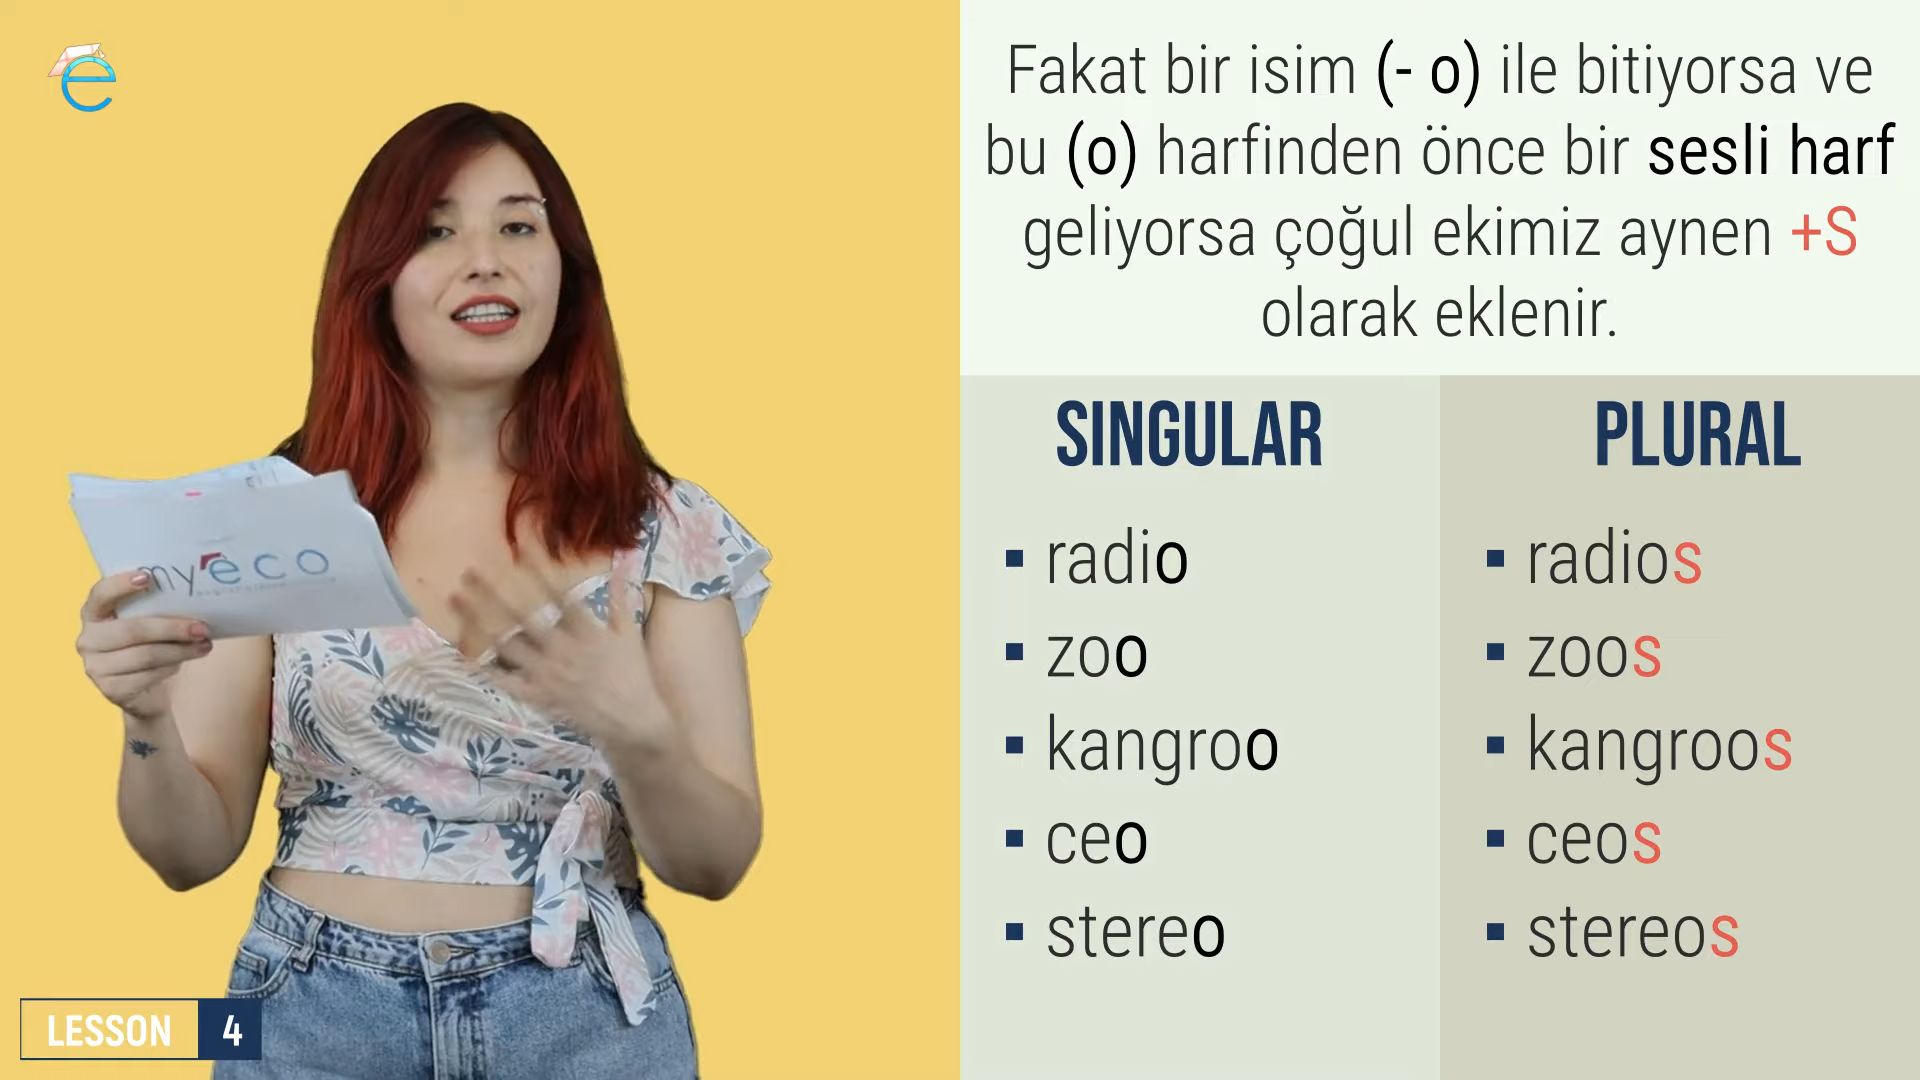 e
Fakat bir isim (- o) ile bitiyorsa ve
bu (o) harfinden önce bir sesli harf
geliyorsa çoğul ekimiz aynen +S
olarak eklenir.
SINGULAR
PLURAL
radio
radios
zoo
zoos
kangroo
kangroos
ceo
ceos
stereo
stereos
myeco
LESSON 4